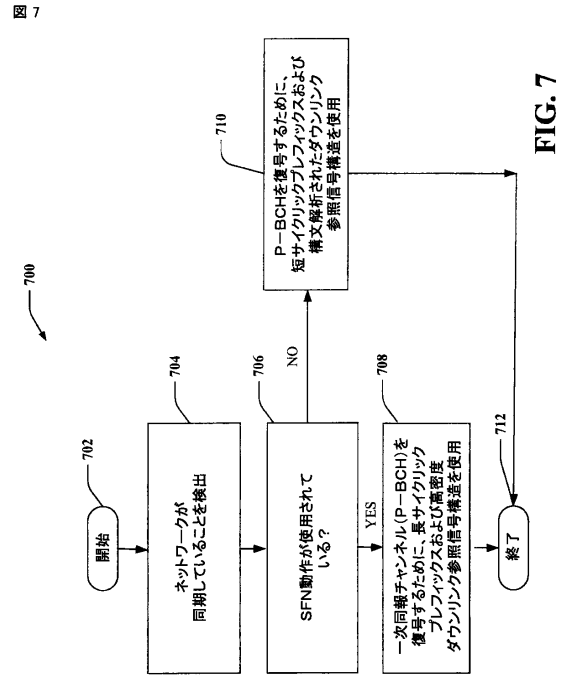 図 7
700
702
開始
704
ネットワークが
同期していることを検出
706
SFN動作が使用されて
いる?
NO
YES
708
一次同報チャンネル(P-BCH)を
復号するために、長サイクリック
プレフィックスおよび高密度
ダウンリンク参照信号構造を使用
710
P-BCHを復号するために、
短サイクリックプレフィックスおよび
構文解析されたダウンリンク
参照信号構造を使用
712
終了
FIG. 7